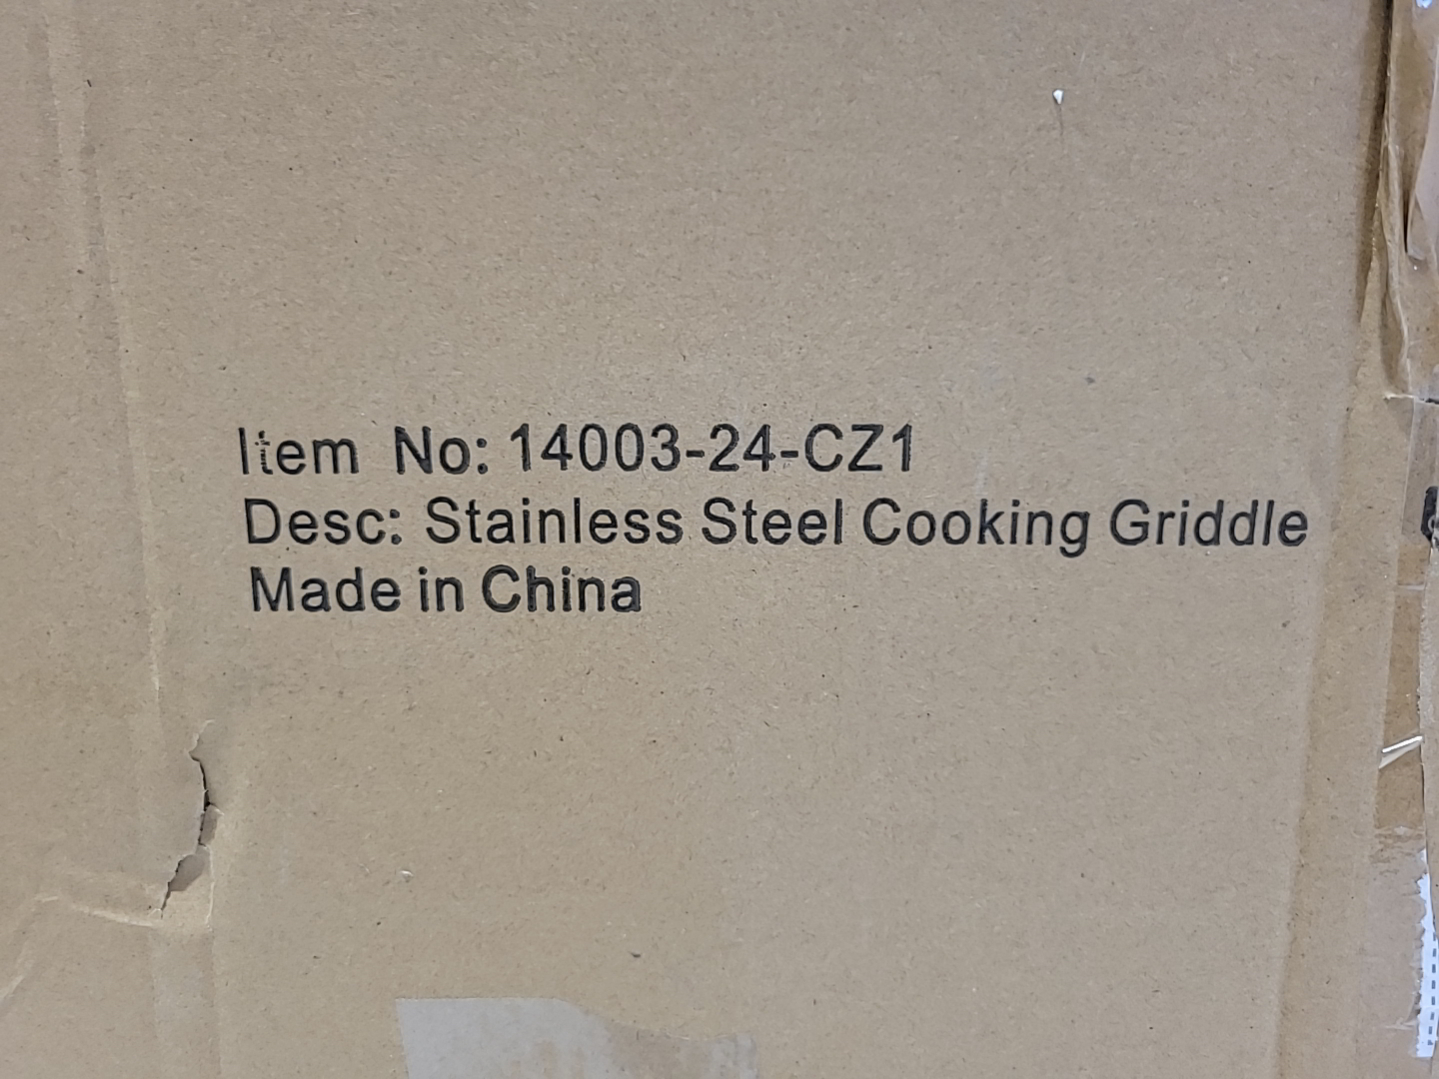 Item No: 14003-24-CZ1
Desc: Stainless Steel Cooking Griddle
Made in China